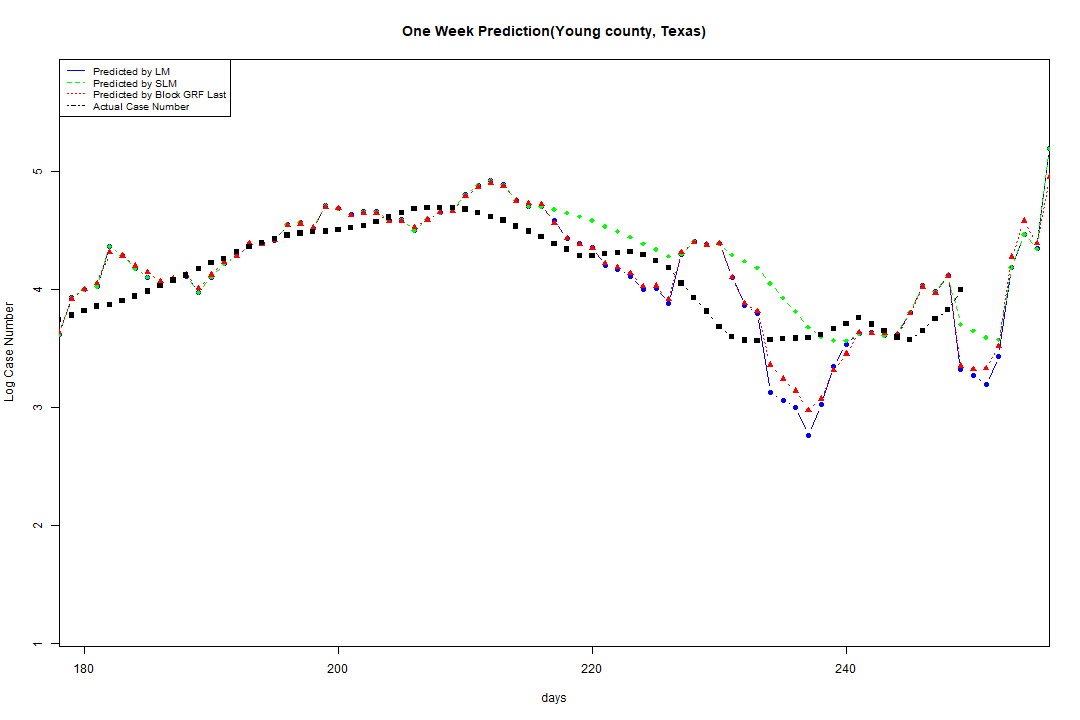 One Week Prediction(Young county, Texas)
Predicted by LM
Predicted by SLM
Predicted by Block GRF Last
Actual Case Number
Log Case Number
5
4
3
2
1
180
200
220
240
days